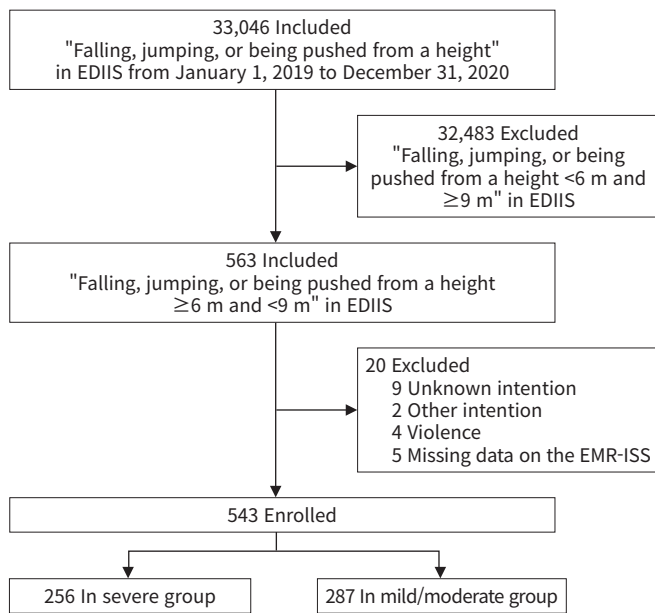 33,046 Included
"Falling, jumping, or being pushed from a height"
in EDIIS from January 1, 2019 to December 31, 2020
32,483 Excluded
"Falling, jumping, or being
pushed from a height <6 m and
≥9 m" in EDIIS
563 Included
"Falling, jumping, or being pushed from a height
≥6 m and <9 m" in EDIIS
20 Excluded
9 Unknown intention
2 Other intention
4 Violence
5 Missing data on the EMR-ISS
543 Enrolled
256 In severe group
287 In mild/moderate group